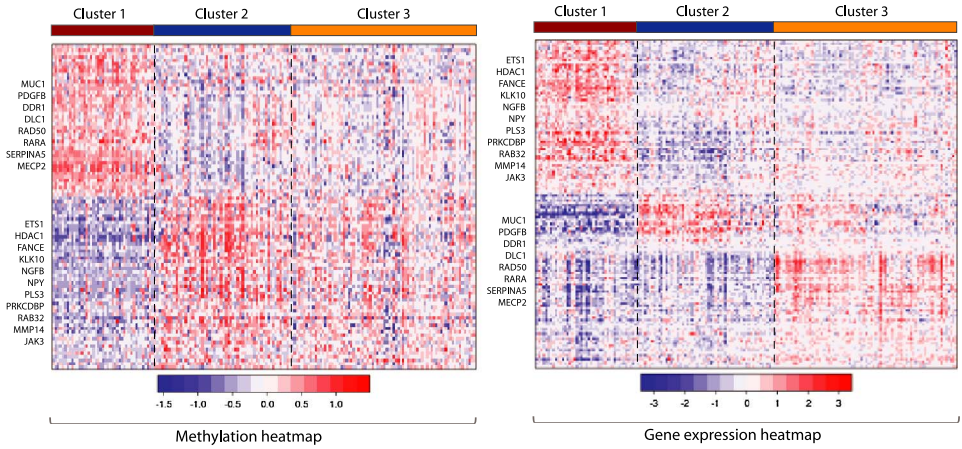 Cluster 1 Cluster 2 Cluster 3
MUC1
PDGFB
DDR1
DLC1
RAD50
RARA
SERPINA5
MECP2
ETS1
HDAC1
FANCE
KLK10
NGFB
NPY
PLS3
PRKCDBP
RAB32
MMP14
JAK3
-1.5 -1.0 -0.5 0.0 0.5 1.0
Methylation heatmap
Cluster 1 Cluster 2 Cluster 3
ETS1
HDAC1
FANCE
KLK10
NGFB
NPY
PLS3
PRKCDBP
RAB32
MMP14
JAK3
MUC1
PDGFB
DDR1
DLC1
RAD50
RARA
SERPINA5
MECP2
-3 -2 -1 0 1 2 3
Gene expression heatmap